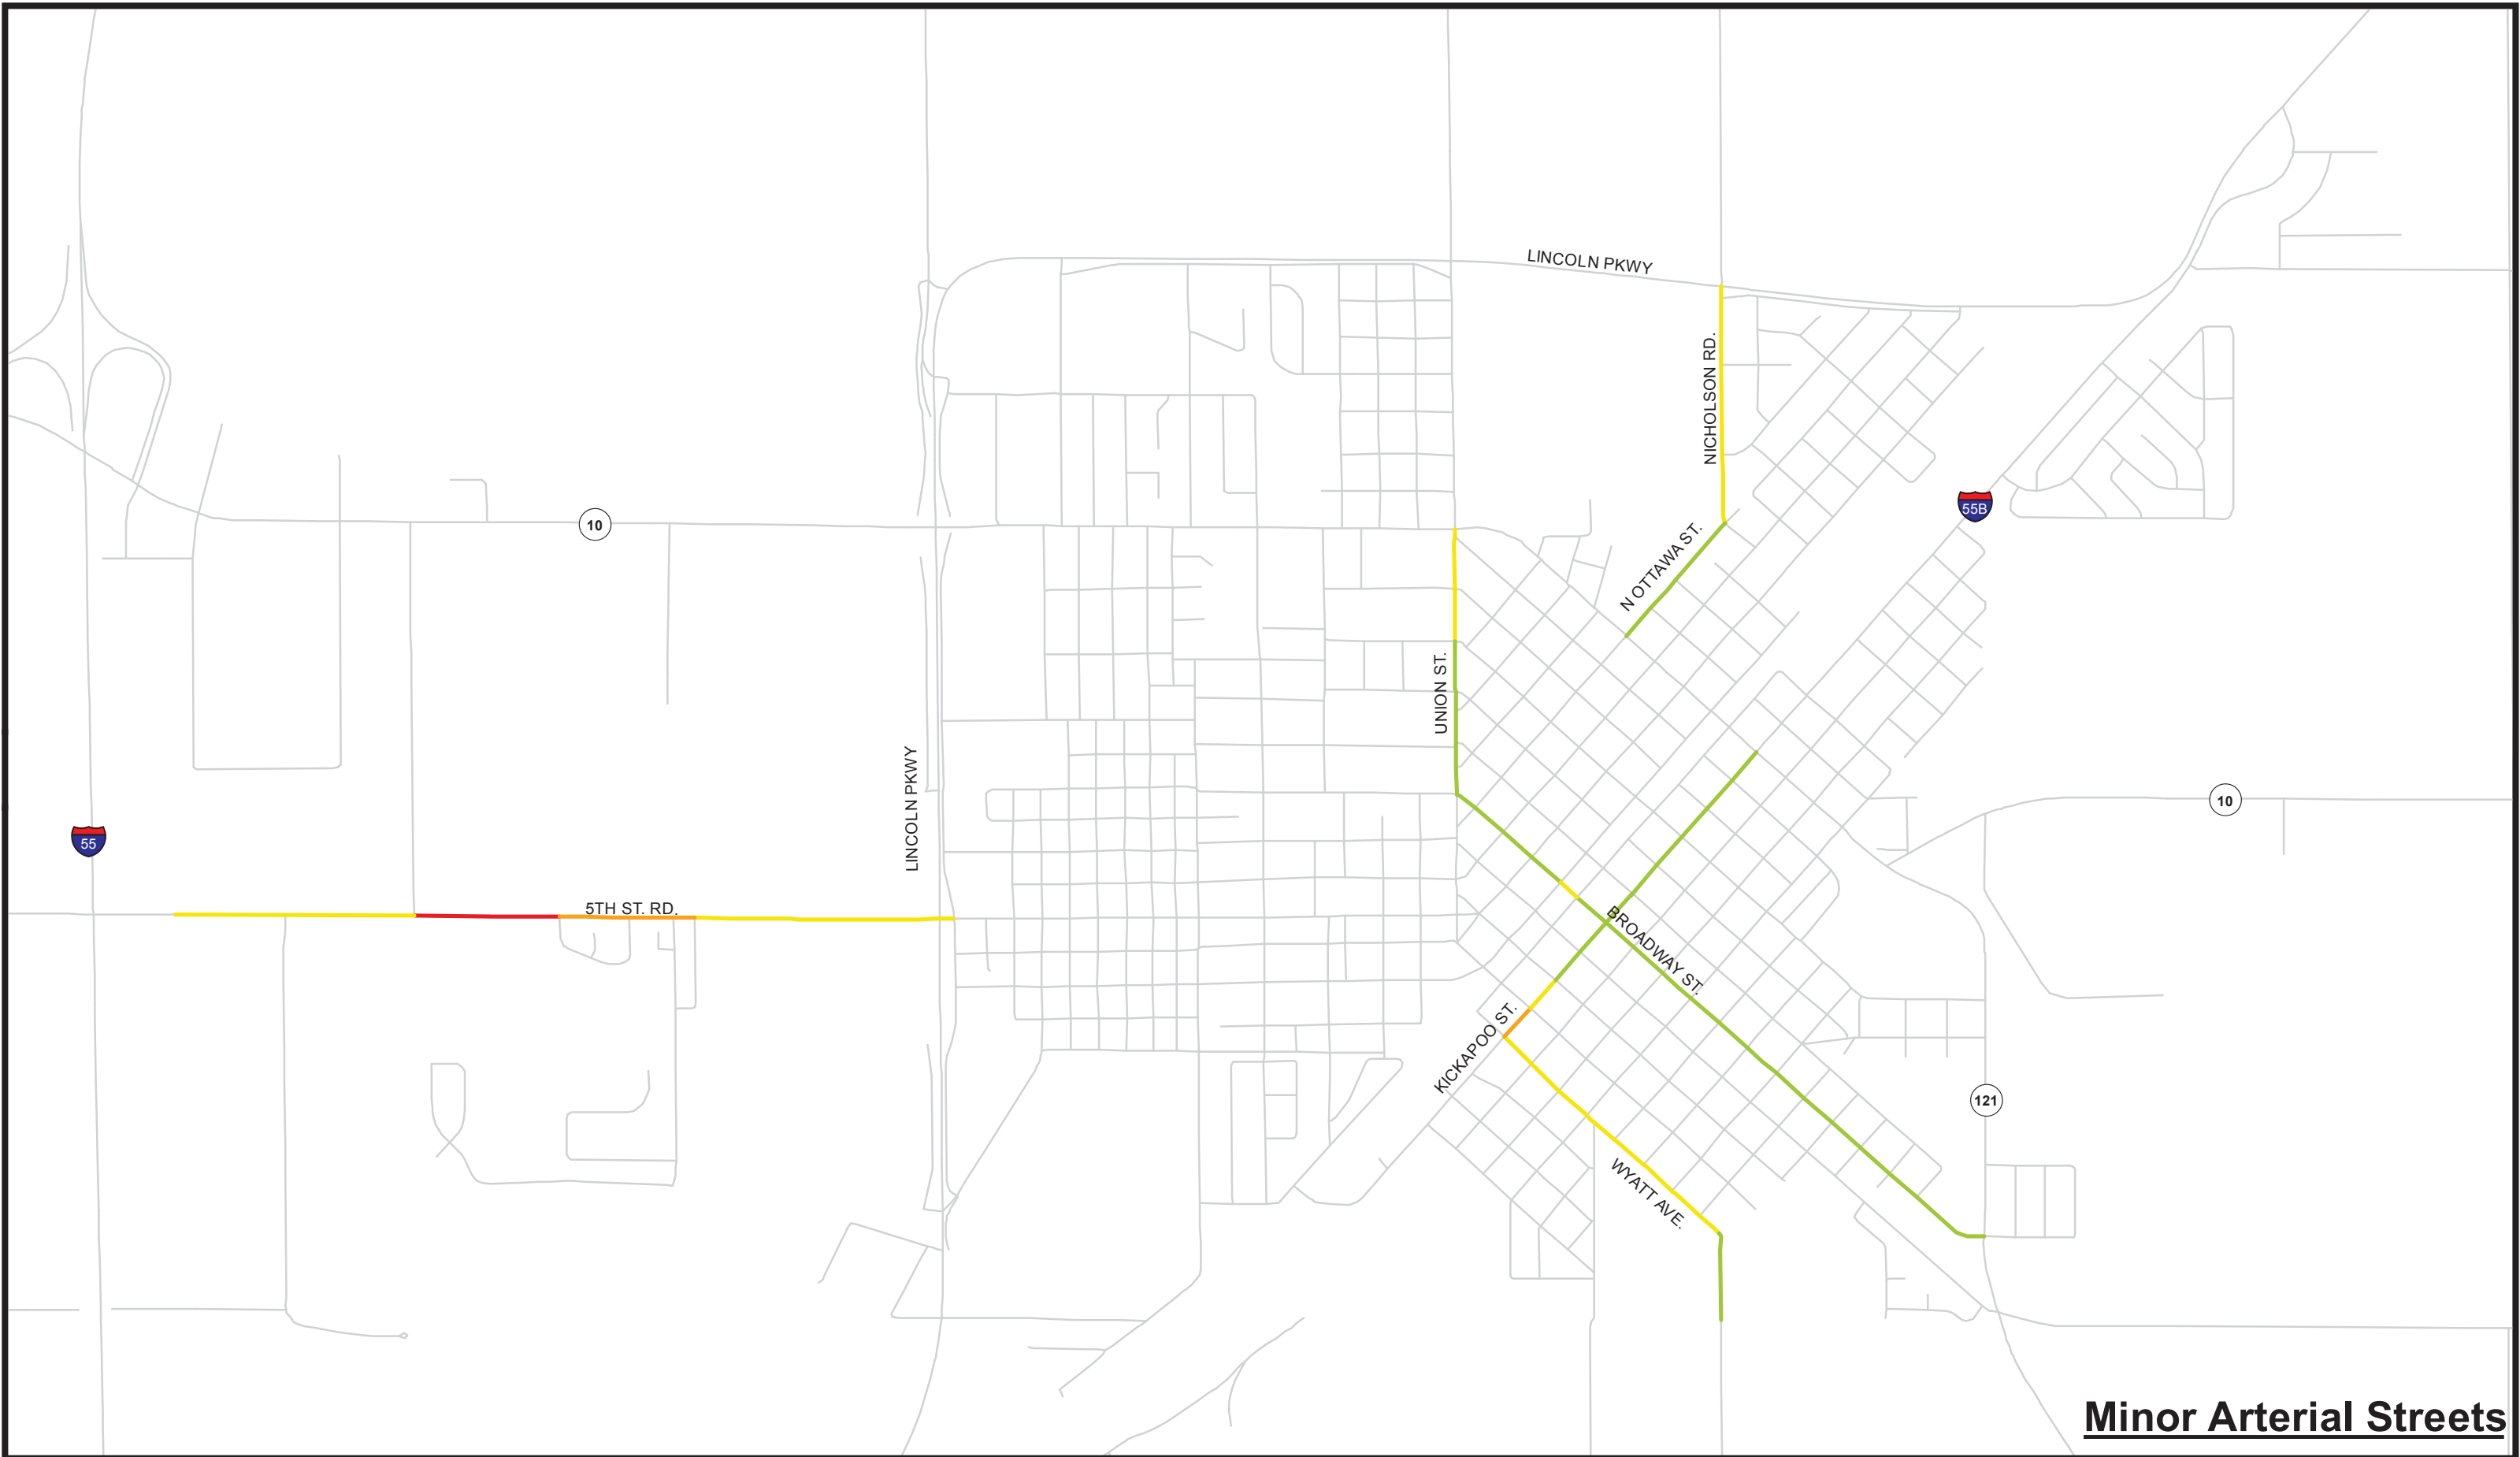 LINCOLN PKWY
NICHOLSON RD.
55B
10
N OTTAWA ST.
UNION ST.
LINCOLN PKWY
10
55
5TH ST. RD.
BROADWAY ST.
KICKAPOO ST.
121
WYATT AVE.
Minor Arterial Streets